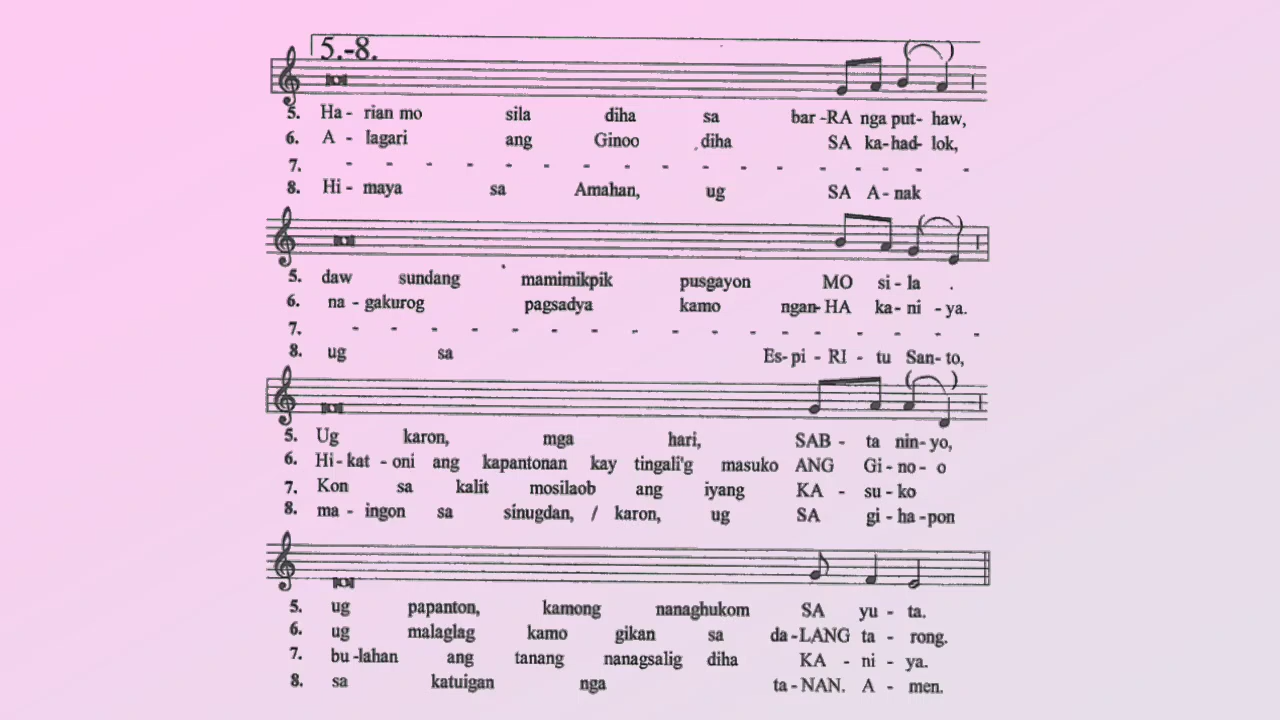 5.-8.
5. Ha - rian mo sila diha sa bar -RA nga put- haw,
6. A - lagari ang Ginoo diha SA ka-had- lok,
7. - - - - - - - - - - - - - - - -
8. Hi - maya sa Amahan, ug SA A - nak
5. daw sundang mamimikpik pusgayon MO si - la .
6. na - gakurog pagsadya kamo ngan-HA ka - ni - ya.
7. - - - - - - - - - - - - - - - -
8. ug sa Es- pi - RI - tu San- to,
5. Ug karon, mga hari, SAB - ta nin-yo,
6. Hi - kat - oni ang kapantonan kay tingali'g masuko ANG Gi - no - o
7. Kon sa kalit mosilaob ang iyang KA - su - ko
8. ma - ingon sa sinugdan, / karon, ug SA gi - ha - pon
5. ug papanton, kamong nanaghukom SA yu - ta.
6. ug malaglag kamo gikan sa da -LANG ta - rong.
7. bu -lahan ang tanang nanagsalig diha KA - ni - ya.
8. sa katuigan nga ta - NAN. A - men.